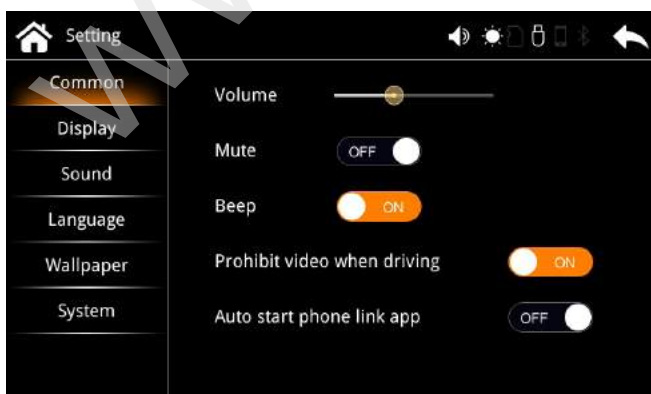 Setting
Common
Volume
Display
Mute OFF
Sound
Beep ON
Language
Wallpaper
Prohibit video when driving ON
System
Auto start phone link app OFF